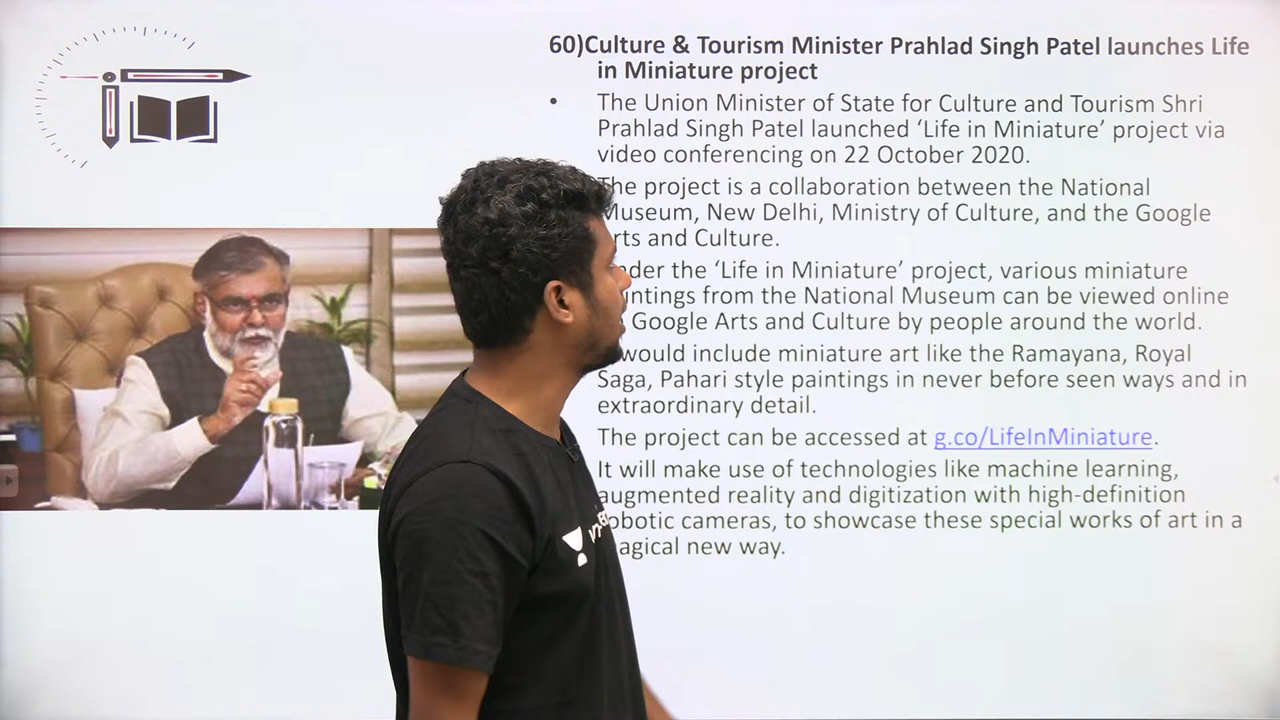 60)Culture & Tourism Minister Prahlad Singh Patel launches Life
in Miniature project
• The Union Minister of State for Culture and Tourism Shri
Prahlad Singh Patel launched ‘Life in Miniature’ project via
video conferencing on 22 October 2020.
The project is a collaboration between the National
Museum, New Delhi, Ministry of Culture, and the Google
Arts and Culture.
Under the ‘Life in Miniature’ project, various miniature
paintings from the National Museum can be viewed online
Google Arts and Culture by people around the world.
would include miniature art like the Ramayana, Royal
Saga, Pahari style paintings in never before seen ways and in
extraordinary detail.
The project can be accessed at g.co/LifeInMiniature.
It will make use of technologies like machine learning,
augmented reality and digitization with high-definition
robotic cameras, to showcase these special works of art in a
magical new way.